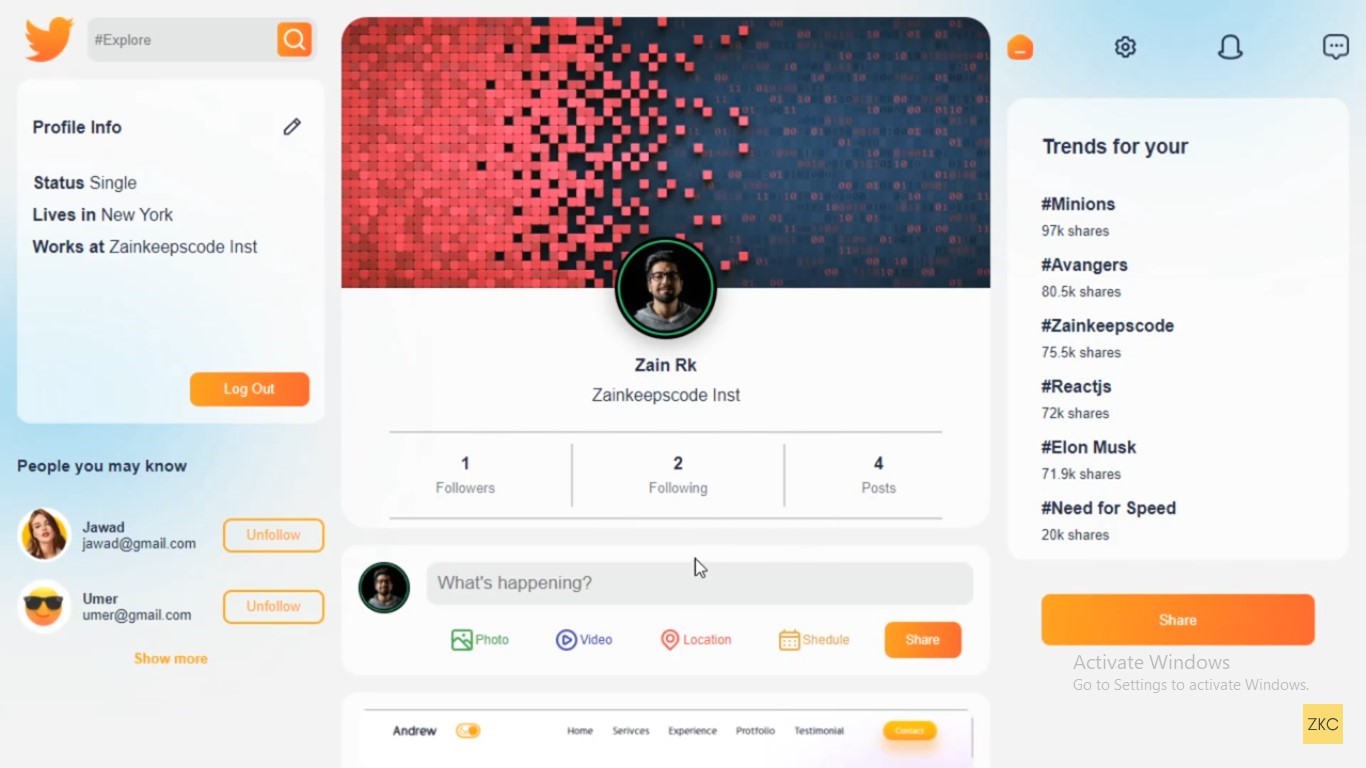 #Explore
Profile Info
Status Single
Lives in New York
Works at Zainkeepscode Inst
Log Out
People you may know
Jawad
jawad@gmail.com
Unfollow
Umer
umer@gmail.com
Unfollow
Show more
Zain Rk
Zainkeepscode Inst
1
Followers
2
Following
4
Posts
What's happening?
Photo
Video
Location
Shedule
Share
Andrew
Home
Serivces
Experience
Protfolio
Testimonial
Contact
Trends for your
#Minions
97k shares
#Avangers
80.5k shares
#Zainkeepscode
75.5k shares
#Reactjs
72k shares
#Elon Musk
71.9k shares
#Need for Speed
20k shares
Share
Activate Windows
Go to Settings to activate Windows.
ZKC